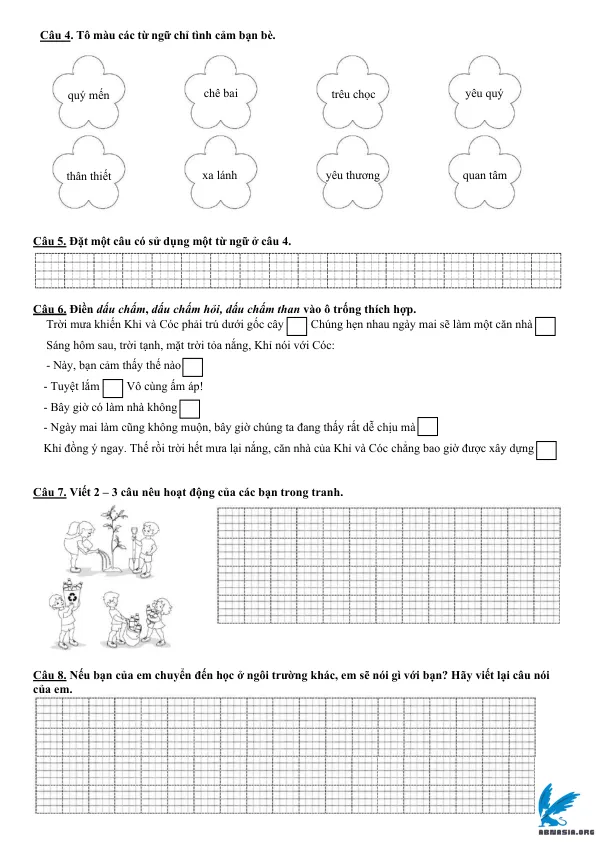 Câu 4. Tô màu các từ ngữ chỉ tình cảm bạn bè.
quý mến chê bai trêu chọc yêu quý
thân thiết xa lánh yêu thương quan tâm
Câu 5. Đặt một câu có sử dụng một từ ngữ ở câu 4.
Câu 6. Điền dấu chấm, dấu chấm hỏi, dấu chấm than vào ô trống thích hợp.
Trời mưa khiến Khỉ và Cóc phải trú dưới gốc cây Chúng hẹn nhau ngày mai sẽ làm một căn nhà
Sáng hôm sau, trời tạnh, mặt trời tỏa nắng, Khỉ nói với Cóc:
- Này, bạn cảm thấy thế nào
- Tuyệt lắm Vô cùng ấm áp!
- Bây giờ có làm nhà không
- Ngày mai làm cũng không muộn, bây giờ chúng ta đang thấy rất dễ chịu mà
Khỉ đồng ý ngay. Thế rồi trời hết mưa lại nắng, căn nhà của Khỉ và Cóc chẳng bao giờ được xây dựng
Câu 7. Viết 2 – 3 câu nêu hoạt động của các bạn trong tranh.
Câu 8. Nếu bạn của em chuyển đến học ở ngôi trường khác, em sẽ nói gì với bạn? Hãy viết lại câu nói
của em.
ABNASIA.ORG